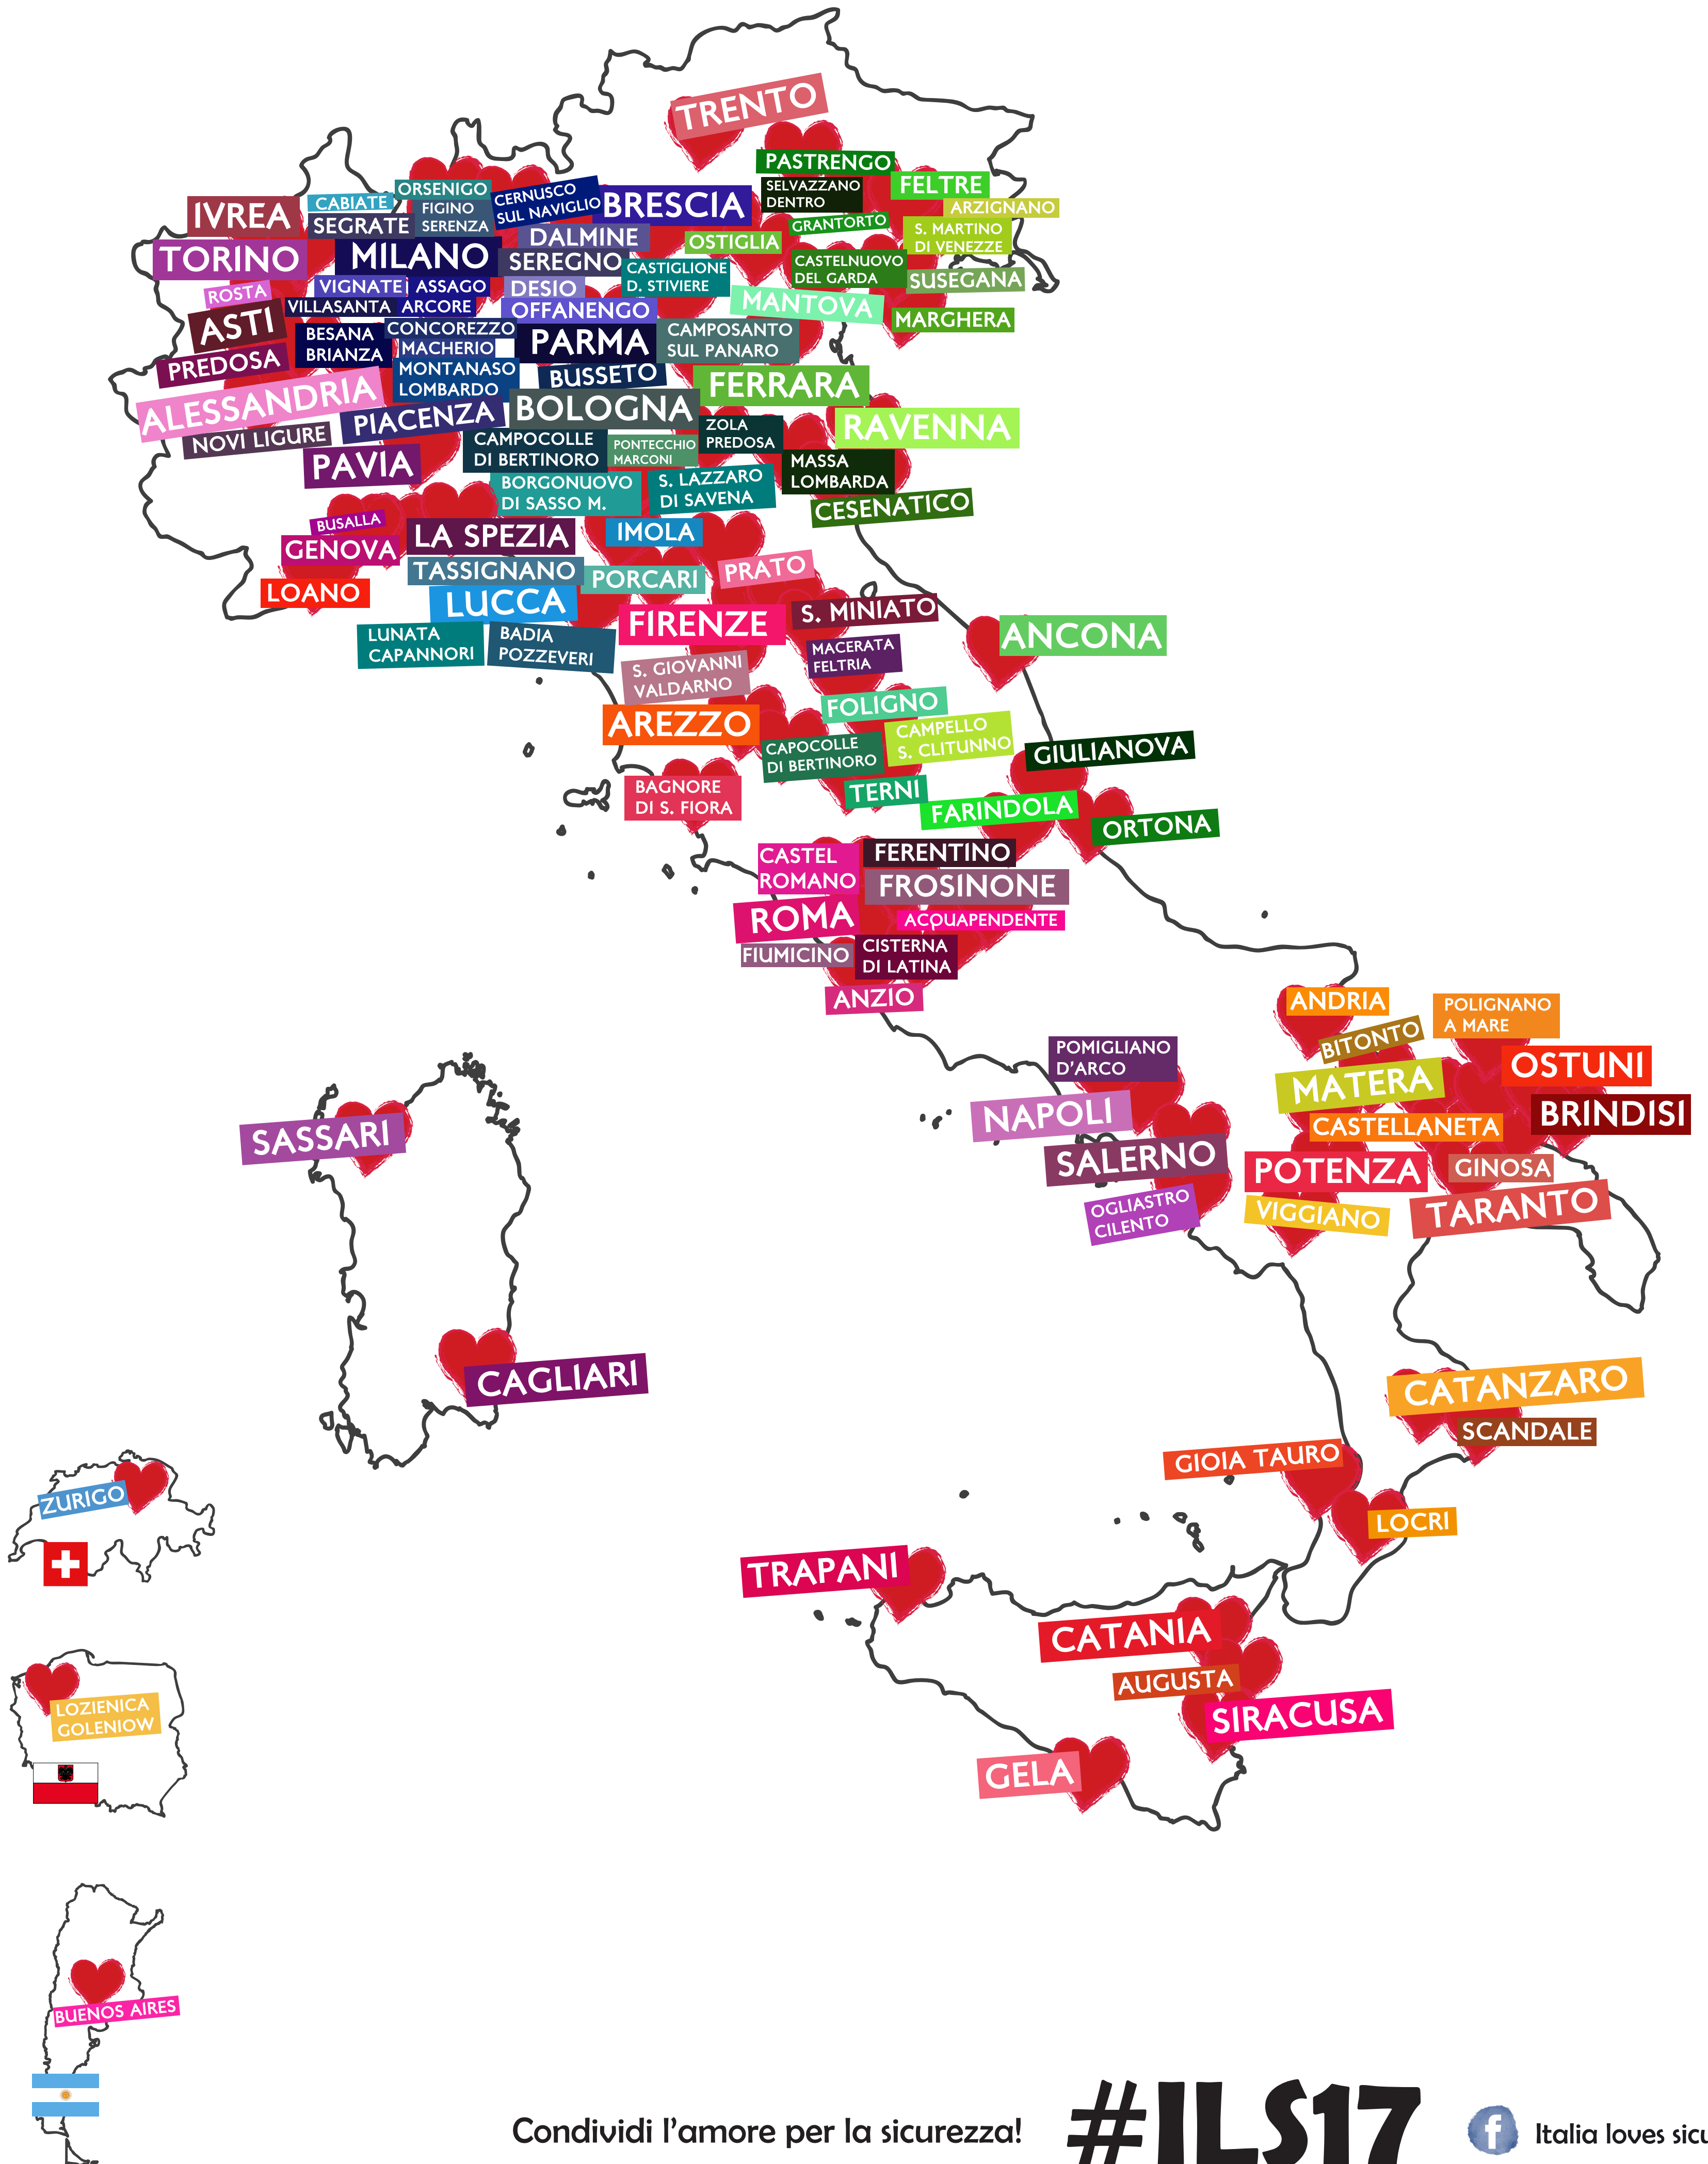 TRENTO
PASTRENGO
SELVAZZANO
DENTRO
FELTRE
ARZIGNANO
GRANTORTO
S. MARTINO
DI VENEZZE
IVREA
CABIATE
ORSENIGO
CERNUSCO
SUL NAVIGLIO
BRESCIA
SEGRATE
FIGINO
SERENZA
DALMINE
OSTIGLIA
TORINO
MILANO
SEREGNO
CASTIGLIONE
D. STIVIERE
CASTELNUOVO
DEL GARDA
SUSEGANA
ROSTA
VIGNATE
ASSAGO
DESIO
MANTOVA
VILLASANTA
ARCORE
OFFANENGO
MARGHERA
ASTI
BESANA
BRIANZA
CONCOREZZO
MACHERIO
PARMA
CAMPOSANTO
SUL PANARO
PREDOSA
MONTANASO
LOMBARDO
BUSSETO
FERRARA
ALESSANDRIA
PIACENZA
BOLOGNA
RAVENNA
NOVI LIGURE
CAMPOCOLLE
DI BERTINORO
PONTECCHIO
MARCONI
ZOLA
PREDOSA
PAVIA
MASSA
LOMBARDA
BORGONUOVO
DI SASSO M.
S. LAZZARO
DI SAVENA
CESENATICO
BUSALLA
GENOVA
LA SPEZIA
IMOLA
LOANO
TASSIGNANO
PORCARI
PRATO
LUCCA
FIRENZE
S. MINIATO
ANCONA
LUNATA
CAPANNORI
BADIA
POZZEVERI
MACERATA
FELTRIA
S. GIOVANNI
VALDARNO
FOLIGNO
AREZZO
CAPOCOLLE
DI BERTINORO
CAMPELLO
S. CLITUNNO
GIULIANOVA
BAGNORE
DI S. FIORA
TERNI
FARINDOLA
ORTONA
CASTEL
ROMANO
FERENTINO
FROSINONE
ROMA
ACQUAPENDENTE
FIUMICINO
CISTERNA
DI LATINA
ANZIO
ANDRIA
POLIGNANO
A MARE
BITONTO
POMIGLIANO
D'ARCO
OSTUNI
MATERA
NAPOLI
CASTELLANETA
BRINDISI
SASSARI
SALERNO
POTENZA
GINOSA
OGLIASTRO
CILENTO
VIGGIANO
TARANTO
CAGLIARI
CATANZARO
SCANDALE
GIOIA TAURO
ZURIGO
LOCRI
TRAPANI
CATANIA
AUGUSTA
LOZIENICA
GOLENIOW
SIRACUSA
GELA
BUENOS AIRES
Condividi l'amore per la sicurezza!
#ILS17
f
Italia loves sicu